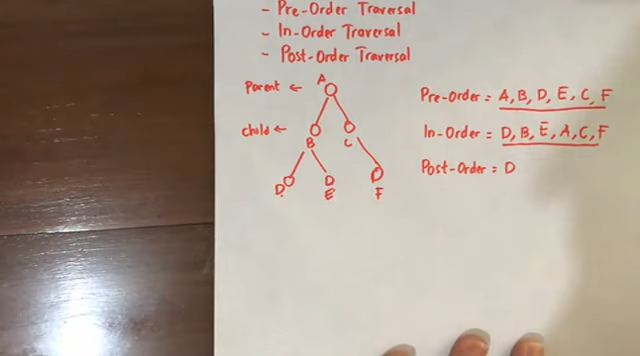 - Pre-Order Traversal
- In-Order Traversal
- Post-Order Traversal
A
Parent ←
Pre-Order = A, B, D, E, C, F
child ←
B
C
In-Order = D, B, E, A, C, F
Post-Order = D
D
E
F